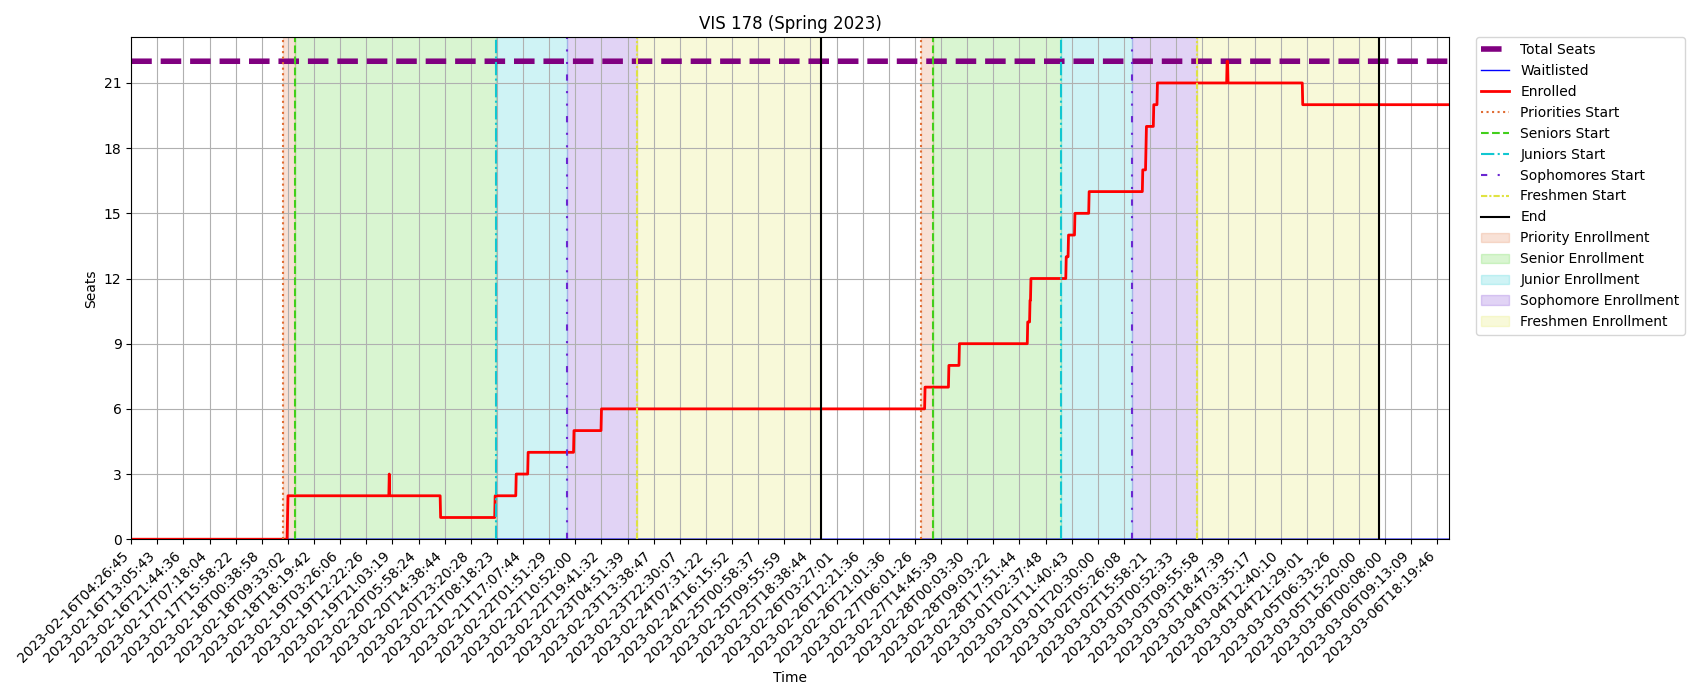 VIS 178 (Spring 2023)
Seats
21
18
15
12
9
6
3
0
2023-02-16T04:26:45
2023-02-16T13:05:43
2023-02-16T21:44:36
2023-02-17T07:18:04
2023-02-17T15:58:22
2023-02-18T00:38:58
2023-02-18T09:33:02
2023-02-18T18:19:42
2023-02-19T03:26:06
2023-02-19T12:22:26
2023-02-19T21:03:19
2023-02-20T05:58:24
2023-02-20T14:38:44
2023-02-20T23:20:28
2023-02-21T08:18:23
2023-02-21T17:07:44
2023-02-22T01:51:29
2023-02-22T10:52:00
2023-02-22T19:41:32
2023-02-23T04:51:39
2023-02-23T13:38:47
2023-02-23T22:30:07
2023-02-24T07:31:22
2023-02-24T16:15:52
2023-02-25T00:58:37
2023-02-25T09:55:59
2023-02-25T18:38:44
2023-02-26T03:27:01
2023-02-26T12:21:36
2023-02-26T21:01:36
2023-02-27T06:01:26
2023-02-27T14:45:39
2023-02-28T00:03:30
2023-02-28T09:03:22
2023-02-28T17:51:44
2023-03-01T02:37:48
2023-03-01T11:40:43
2023-03-01T20:30:00
2023-03-02T05:26:08
2023-03-02T15:58:21
2023-03-03T00:52:33
2023-03-03T09:55:58
2023-03-03T18:47:39
2023-03-04T03:35:17
2023-03-04T12:40:10
2023-03-04T21:29:01
2023-03-05T06:33:26
2023-03-05T15:20:00
2023-03-06T00:08:00
2023-03-06T09:13:09
2023-03-06T18:19:46
Time
Total Seats
Waitlisted
Enrolled
Priorities Start
Seniors Start
Juniors Start
Sophomores Start
Freshmen Start
End
Priority Enrollment
Senior Enrollment
Junior Enrollment
Sophomore Enrollment
Freshmen Enrollment